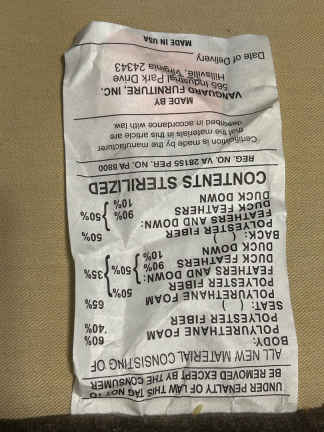 UNDER PENALTY OF LAW THIS TAG NOT TO
BE REMOVED EXCEPT BY THE CONSUMER
ALL NEW MATERIAL CONSISTING OF
BODY:
POLYURETHANE FOAM 60%
POLYESTER FIBER 40%
SEAT: ( )
POLYURETHANE FOAM 65%
POLYESTER FIBER 50%
FEATHERS AND DOWN: 50% 35%
DUCK FEATHERS 90%
DUCK DOWN 10%
BACK: ( )
POLYESTER FIBER 50%
FEATHERS AND DOWN:
DUCK FEATHERS 90% 50%
DUCK DOWN 10%
CONTENTS STERILIZED
REG. NO. VA 28155 PER. NO. PA 6800
Certification is made by the manufacturer
that the materials in this article are
described in accordance with law.
MADE BY
VANGUARD FURNITURE, INC.
565 Industrial Park Drive
Hillsville, Virginia 24343
Date of Delivery
MADE IN USA